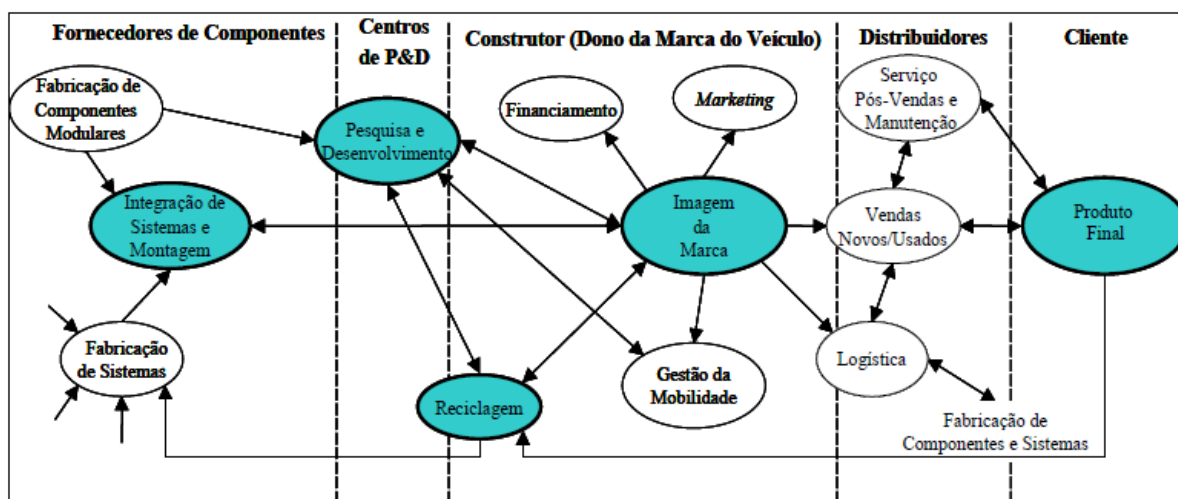 Fornecedores de Componentes
Centros
de P&D
Construtor (Dono da Marca do Veículo)
Distribuidores
Cliente
Fabricação de
Componentes
Modulares
Pesquisa e
Desenvolvimento
Financiamento
Marketing
Serviço
Pós-Vendas e
Manutenção
Integração de
Sistemas e
Montagem
Imagem
da
Marca
Vendas
Novos/Usados
Produto
Final
Fabricação
de Sistemas
Reciclagem
Gestão da
Mobilidade
Logística
Fabricação de
Componentes e Sistemas